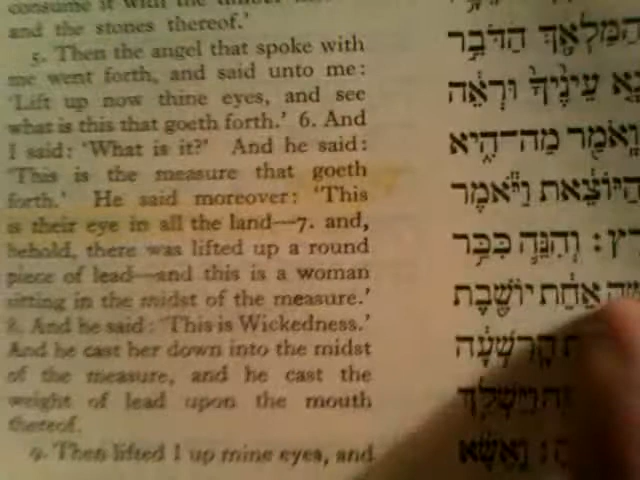 consume it with the timber
and the stones thereof.'
5. Then the angel that spoke with
me went forth, and said unto me:
'Lift up now thine eyes, and see
what is this that goeth forth.' 6. And
I said: 'What is it?' And he said:
'This is the measure that goeth
forth.' He said moreover: 'This
is their eye in all the land—7. and,
behold, there was lifted up a round
piece of lead—and this is a woman
sitting in the midst of the measure.'
8. And he said: 'This is Wickedness.'
And he cast her down into the midst
of the measure, and he cast the
weight of lead upon the mouth
thereof.
9. Then lifted I up mine eyes, and
הַמַּלְאָךְ הַדֹּבֵר
נָא עֵינֶיךָ וּרְאֵה
וָאֹמַר מַה־הִיא
הַיּוֹצֵאת וַיֹּאמֶר
וְהִנֵּה כִּכַּר
אַחַת יוֹשֶׁבֶת
הָרִשְׁעָה
וַיַּשְׁלֵךְ
וָאֶשָּׂא